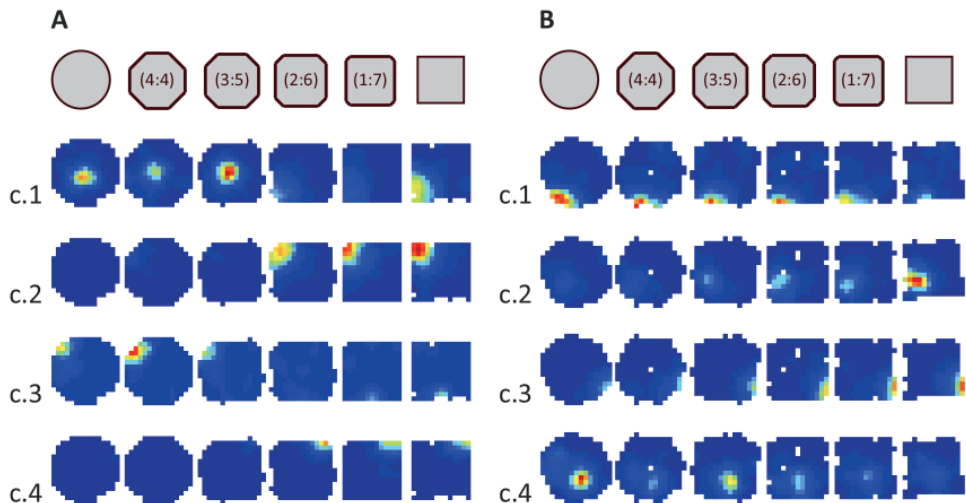 A B
(4:4) (3:5) (2:6) (1:7) (4:4) (3:5) (2:6) (1:7)
c.1 c.1
c.2 c.2
c.3 c.3
c.4 c.4